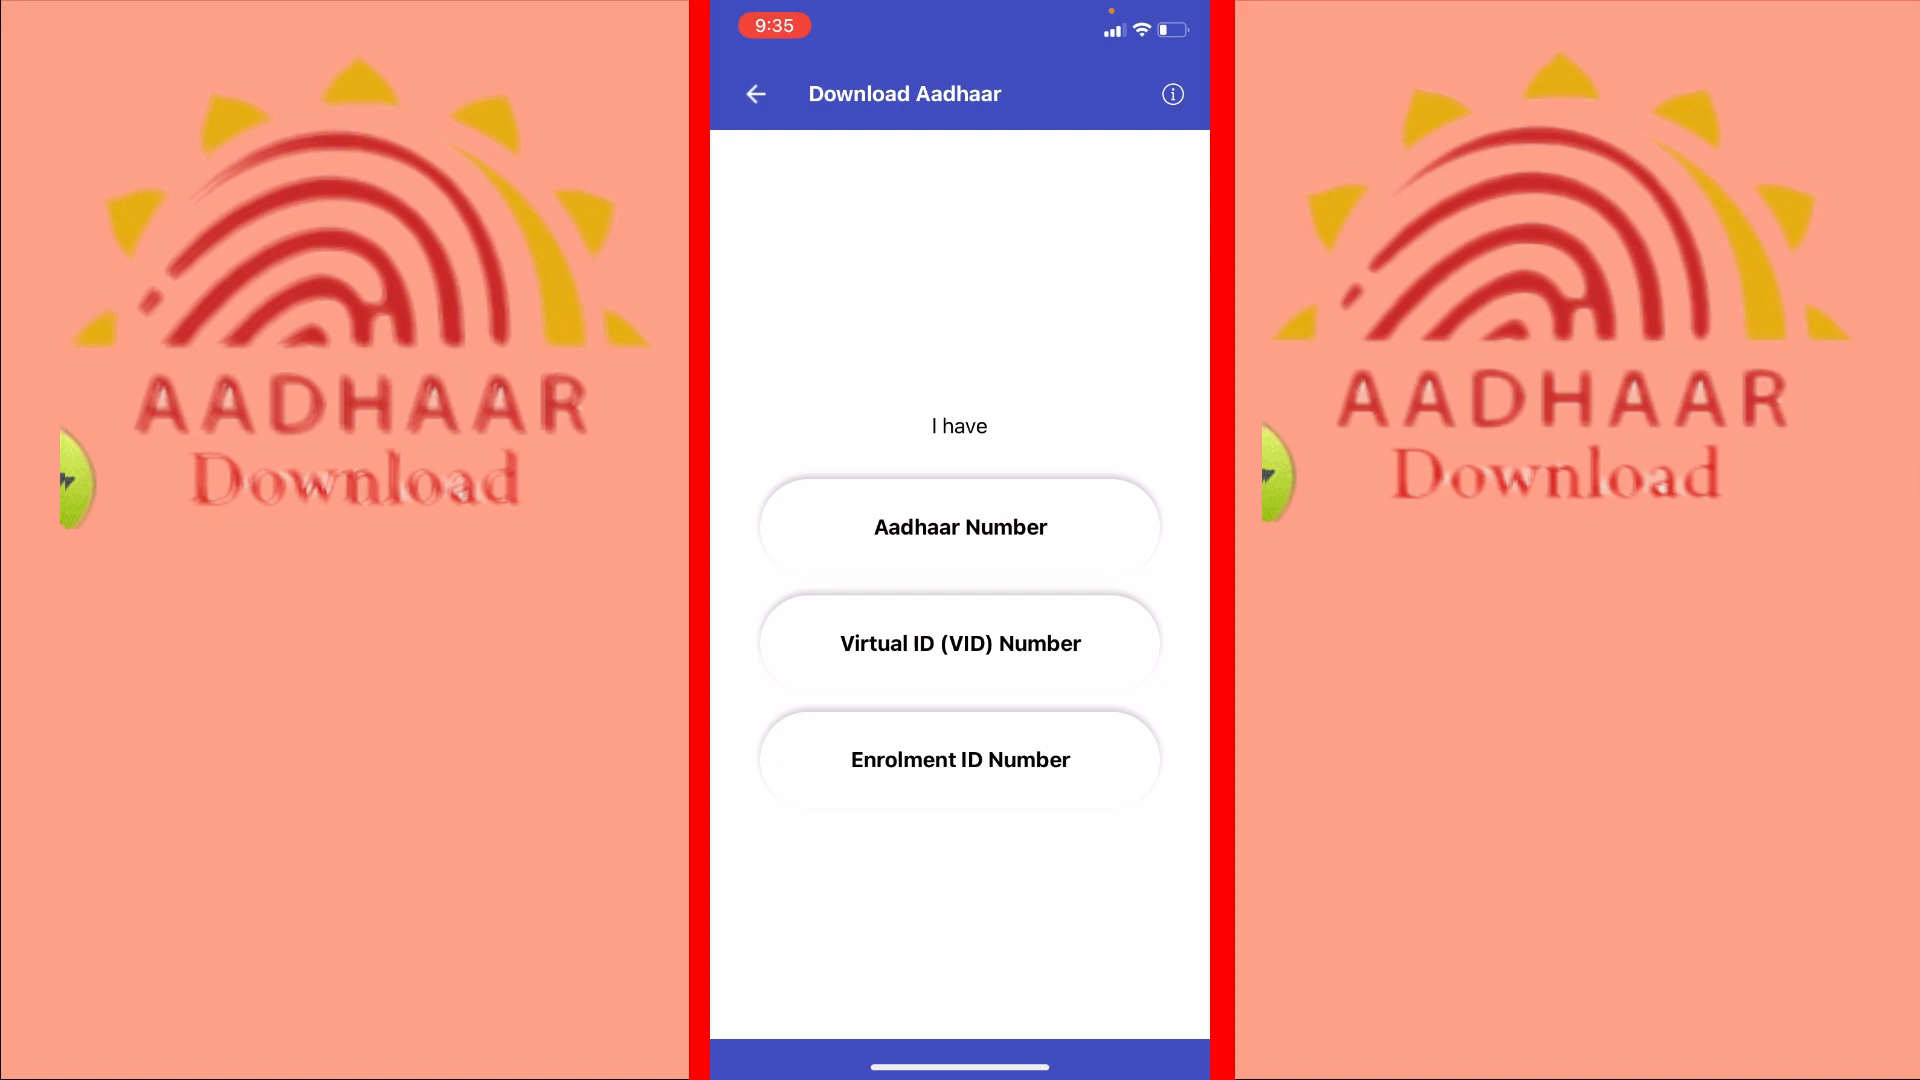 AADHAAR
Download
9:35
Download Aadhaar
I have
Aadhaar Number
Virtual ID (VID) Number
Enrolment ID Number
AADHAAR
Download